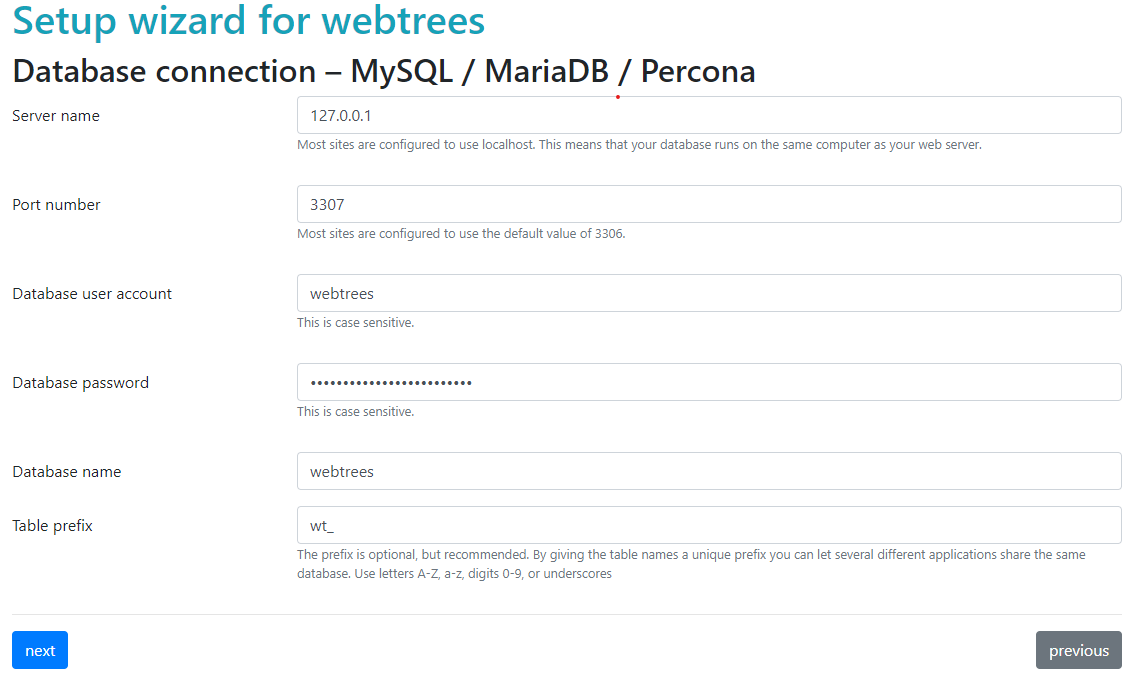 Setup wizard for webtrees
Database connection – MySQL / MariaDB / Percona
Server name
127.0.0.1
Most sites are configured to use localhost. This means that your database runs on the same computer as your web server.
Port number
3307
Most sites are configured to use the default value of 3306.
Database user account
webtrees
This is case sensitive.
Database password
•••••••••••••••••••••••••
This is case sensitive.
Database name
webtrees
Table prefix
wt_
The prefix is optional, but recommended. By giving the table names a unique prefix you can let several different applications share the same
database. Use letters A-Z, a-z, digits 0-9, or underscores
next
previous